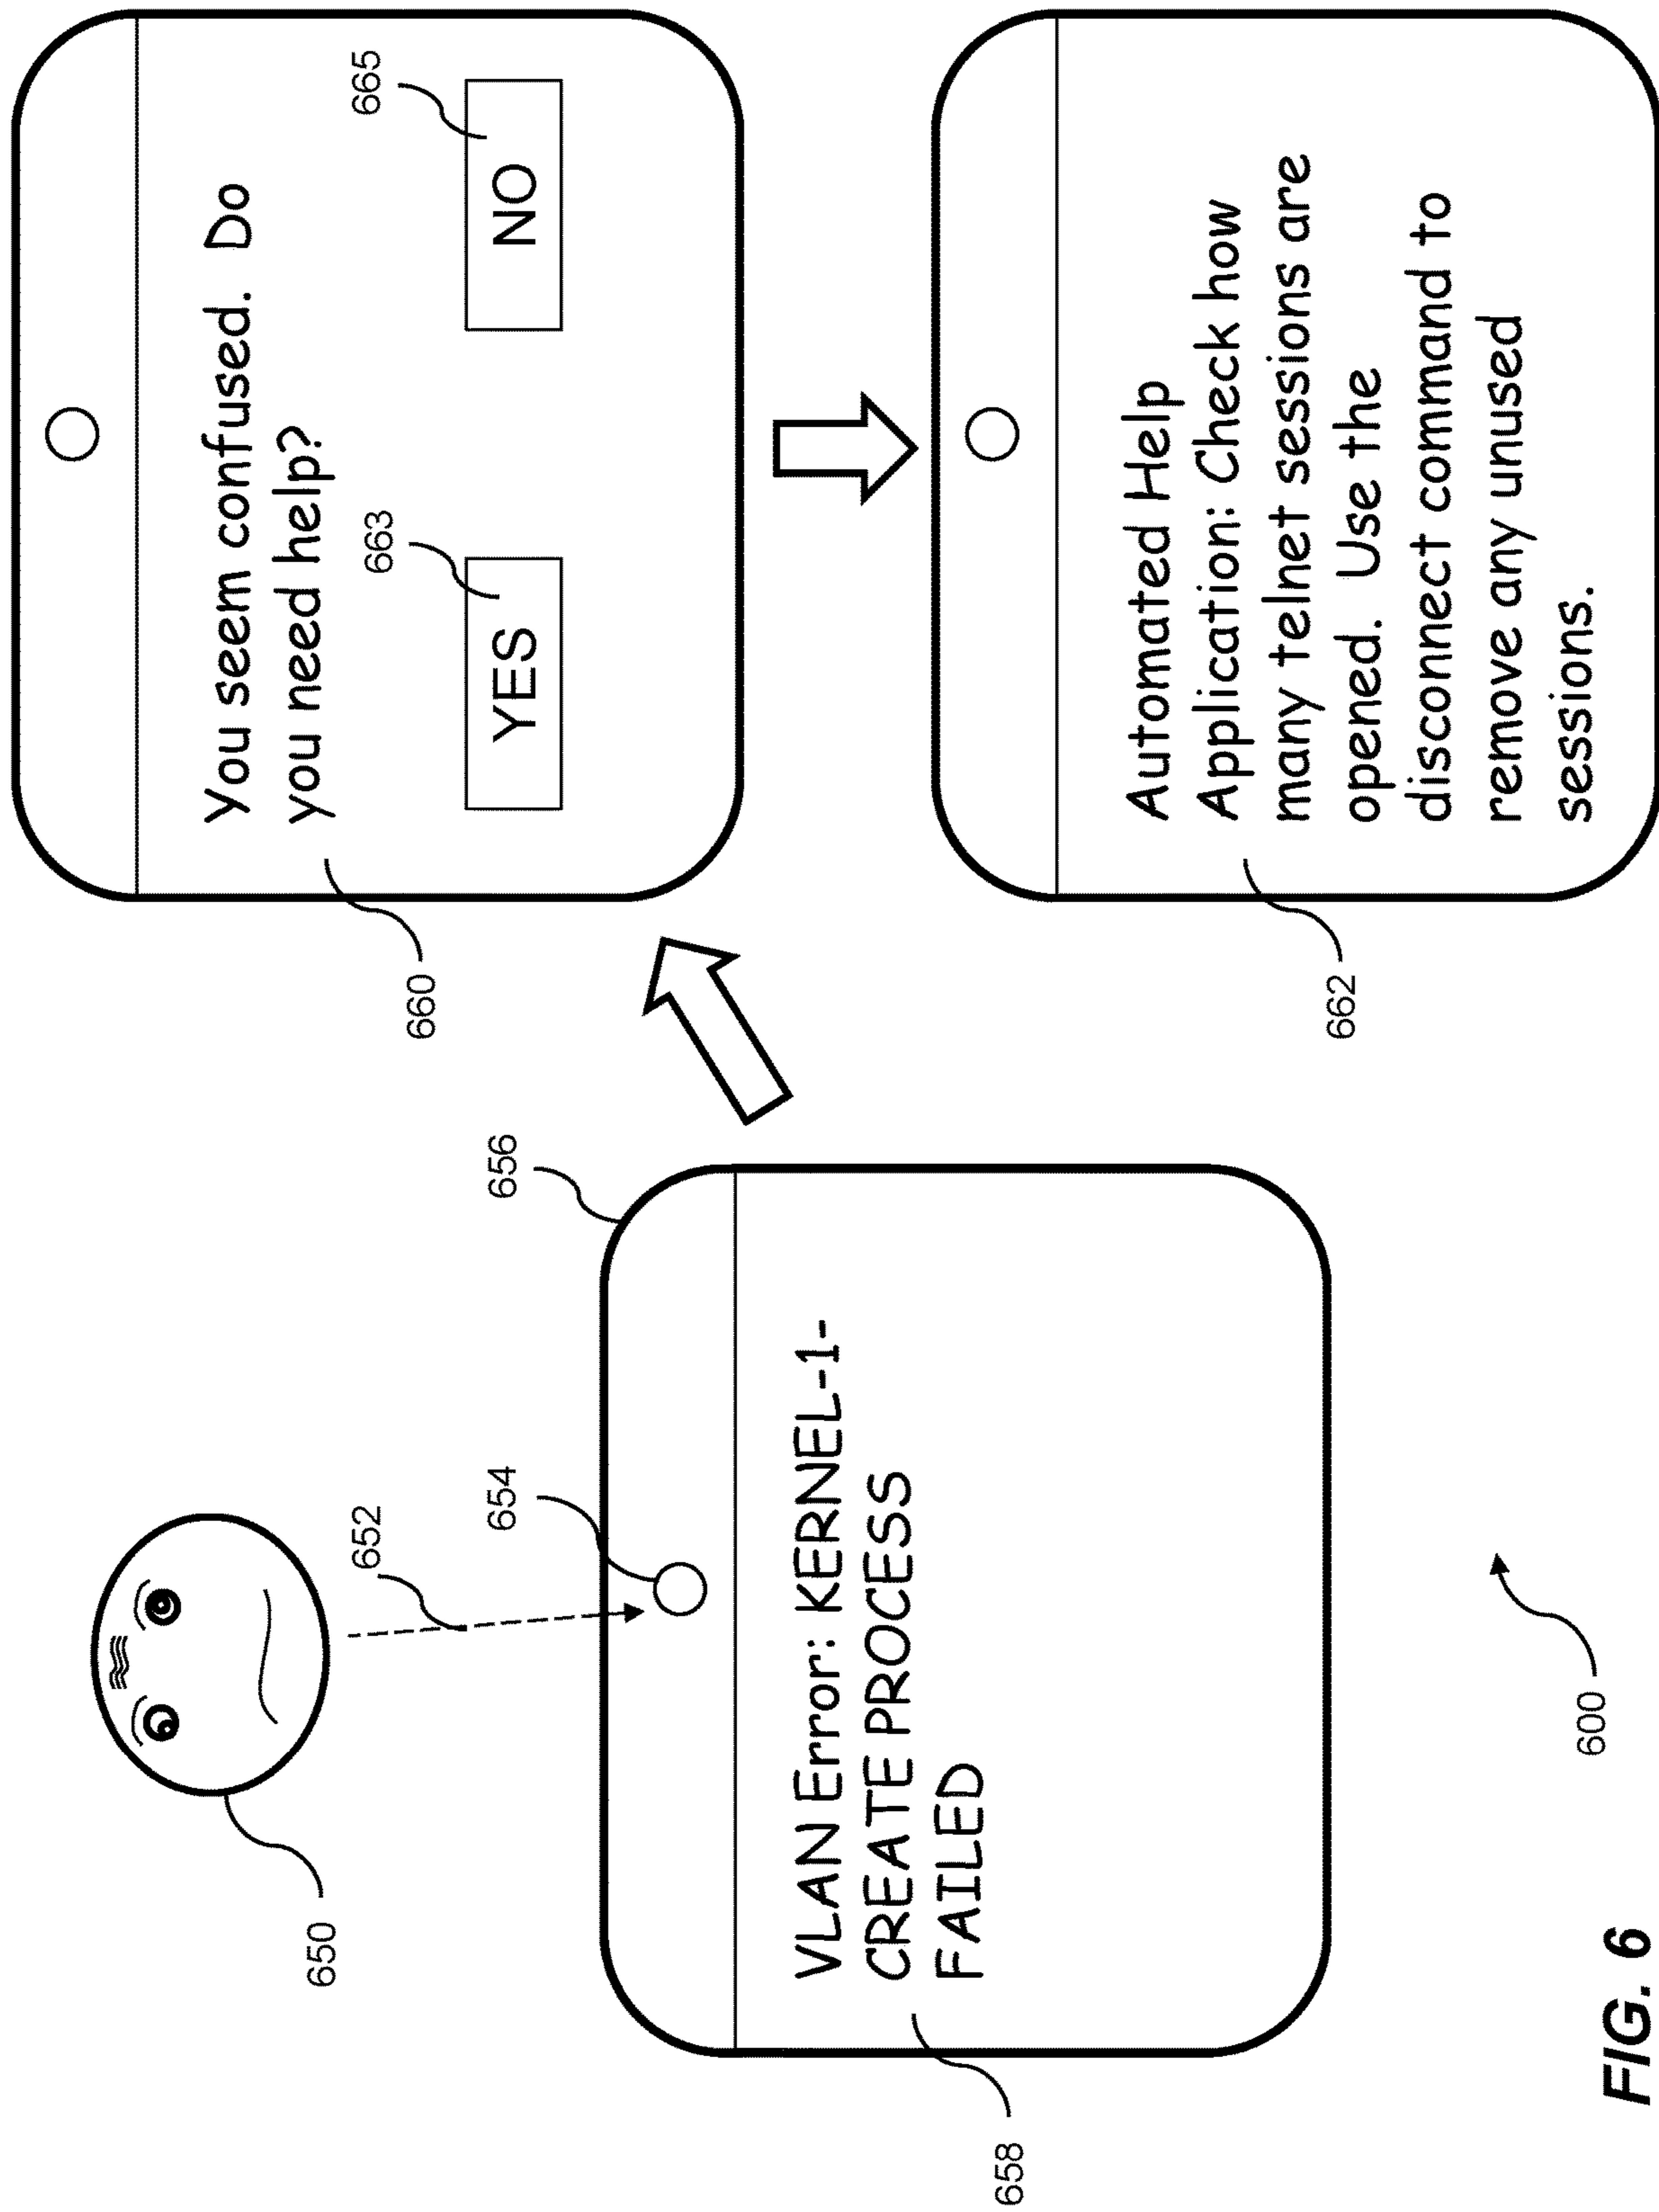 650
652
654
656
658
VLAN Error: KERNEL-1-
CREATE PROCESS
FAILED
600
660
You seem confused. Do
you need help?
663
YES
665
NO
662
Automated Help
Application: Check how
many telnet sessions are
opened. Use the
disconnect command to
remove any unused
sessions.
FIG. 6